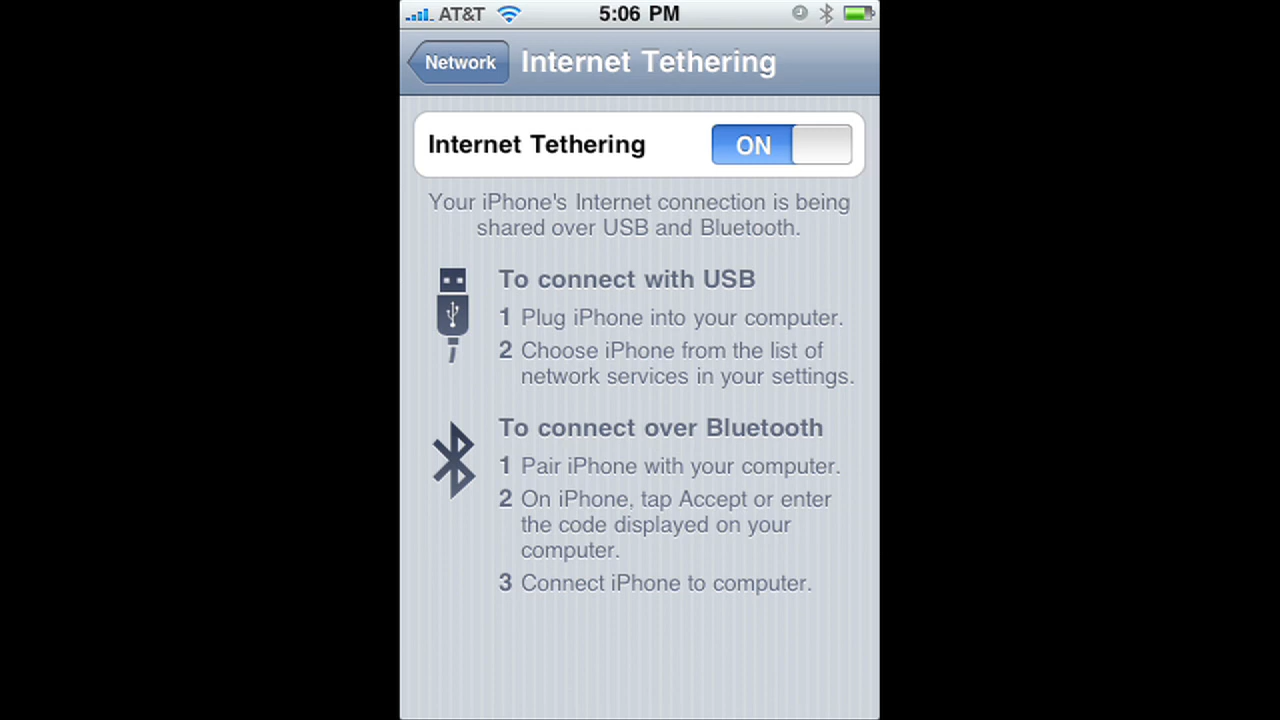 AT&T 5:06 PM
Network Internet Tethering
Internet Tethering ON
Your iPhone's Internet connection is being
shared over USB and Bluetooth.
To connect with USB
1 Plug iPhone into your computer.
2 Choose iPhone from the list of
network services in your settings.
To connect over Bluetooth
1 Pair iPhone with your computer.
2 On iPhone, tap Accept or enter
the code displayed on your
computer.
3 Connect iPhone to computer.